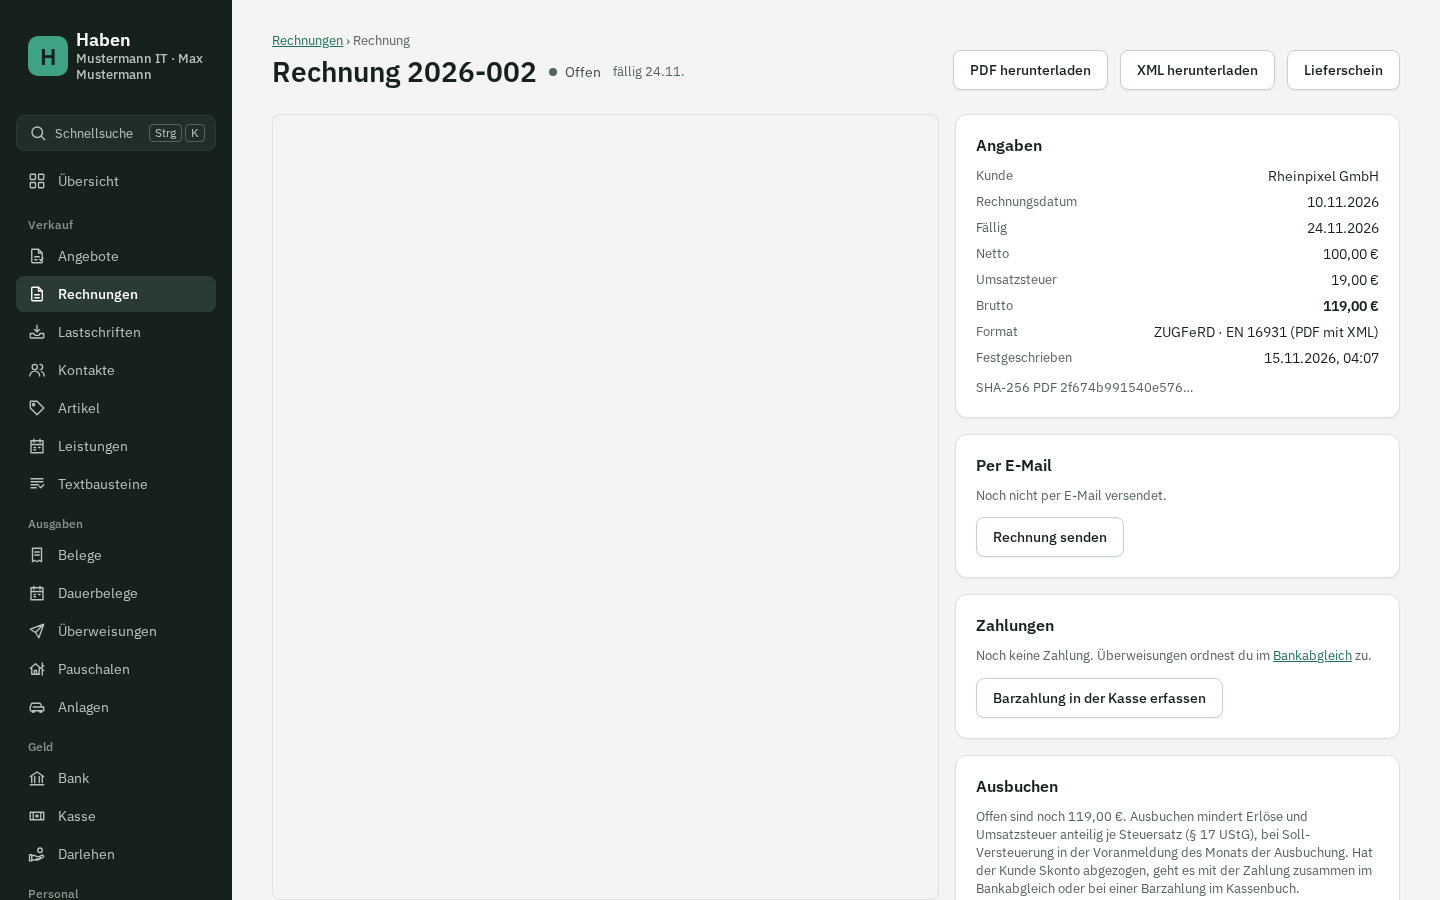 H
Haben
Mustermann IT · Max
Mustermann
Schnellsuche Strg K
Übersicht
Verkauf
Angebote
Rechnungen
Lastschriften
Kontakte
Artikel
Leistungen
Textbausteine
Ausgaben
Belege
Dauerbelege
Überweisungen
Pauschalen
Anlagen
Geld
Bank
Kasse
Darlehen
Personal
Rechnungen › Rechnung
Rechnung 2026-002 Offen fällig 24.11.
PDF herunterladen XML herunterladen Lieferschein
Angaben
Kunde Rheinpixel GmbH
Rechnungsdatum 10.11.2026
Fällig 24.11.2026
Netto 100,00 €
Umsatzsteuer 19,00 €
Brutto 119,00 €
Format ZUGFeRD · EN 16931 (PDF mit XML)
Festgeschrieben 15.11.2026, 04:07
SHA-256 PDF 2f674b991540e576…
Per E-Mail
Noch nicht per E-Mail versendet.
Rechnung senden
Zahlungen
Noch keine Zahlung. Überweisungen ordnest du im Bankabgleich zu.
Barzahlung in der Kasse erfassen
Ausbuchen
Offen sind noch 119,00 €. Ausbuchen mindert Erlöse und
Umsatzsteuer anteilig je Steuersatz (§ 17 UStG), bei Soll-
Versteuerung in der Voranmeldung des Monats der Ausbuchung. Hat
der Kunde Skonto abgezogen, geht es mit der Zahlung zusammen im
Bankabgleich oder bei einer Barzahlung im Kassenbuch.